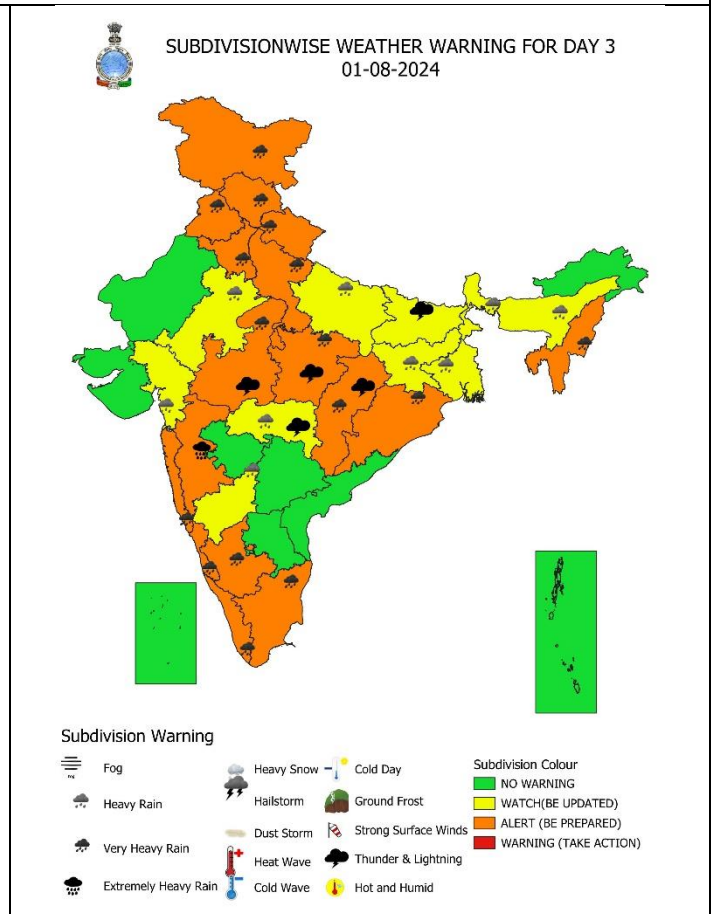 SUBDIVISIONWISE WEATHER WARNING FOR DAY 3
01-08-2024
Subdivision Warning
Fog
Heavy Rain
Very Heavy Rain
Extremely Heavy Rain
Heavy Snow
Hailstorm
Dust Storm
Heat Wave
Cold Wave
Cold Day
Ground Frost
Strong Surface Winds
Thunder & Lightning
Hot and Humid
Subdivision Colour
NO WARNING
WATCH(BE UPDATED)
ALERT (BE PREPARED)
WARNING (TAKE ACTION)